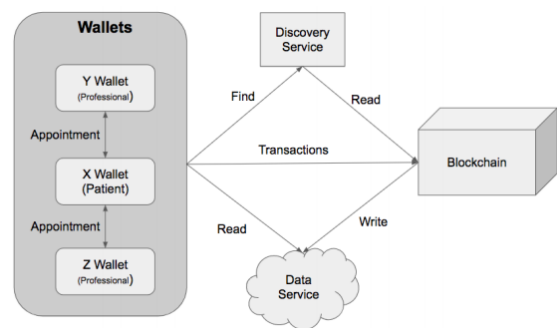 Wallets
Y Wallet
(Professional)
Appointment
X Wallet
(Patient)
Appointment
Z Wallet
(Professional)
Discovery
Service
Find
Read
Transactions
Blockchain
Read
Write
Data
Service